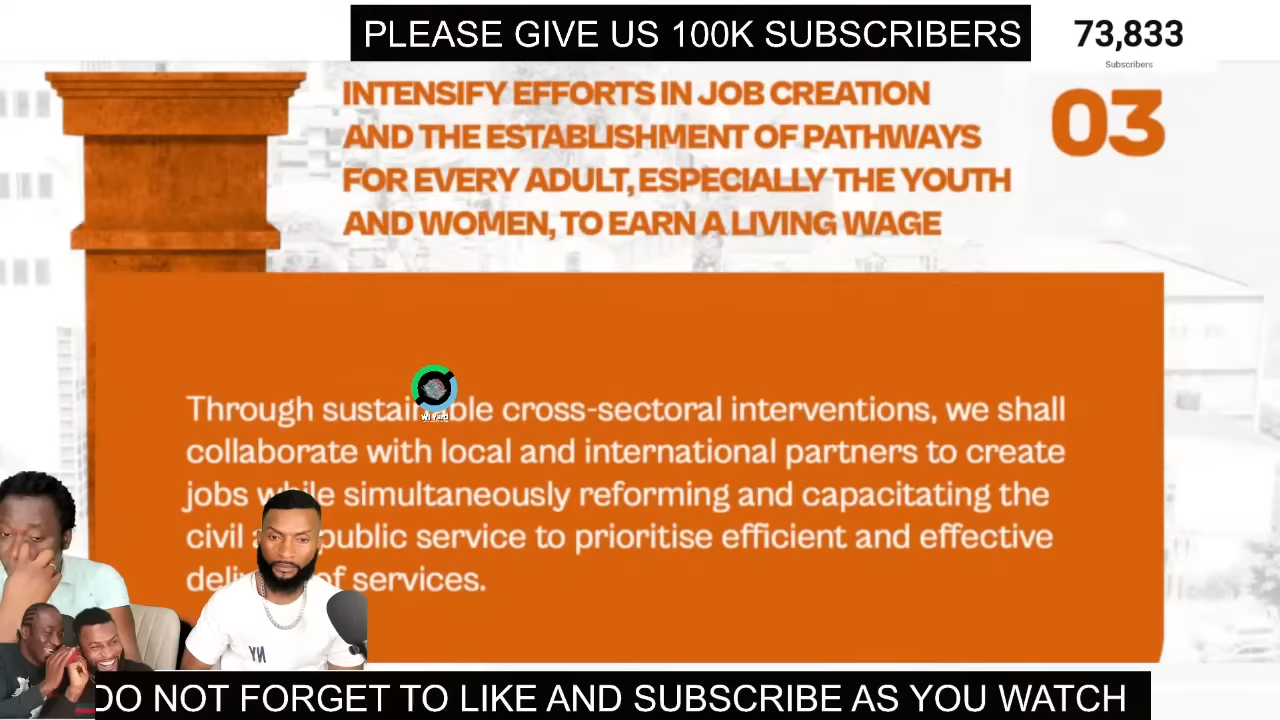 PLEASE GIVE US 100K SUBSCRIBERS
73,833
Subscribers
INTENSIFY EFFORTS IN JOB CREATION
AND THE ESTABLISHMENT OF PATHWAYS
FOR EVERY ADULT, ESPECIALLY THE YOUTH
AND WOMEN, TO EARN A LIVING WAGE
03
Through cross-sectoral interventions, we shall
collaborate with local and international partners to create
jobs while simultaneously reforming and capacitating the
civil public service to prioritise efficient and effective
of services.
DO NOT FORGET TO LIKE AND SUBSCRIBE AS YOU WATCH